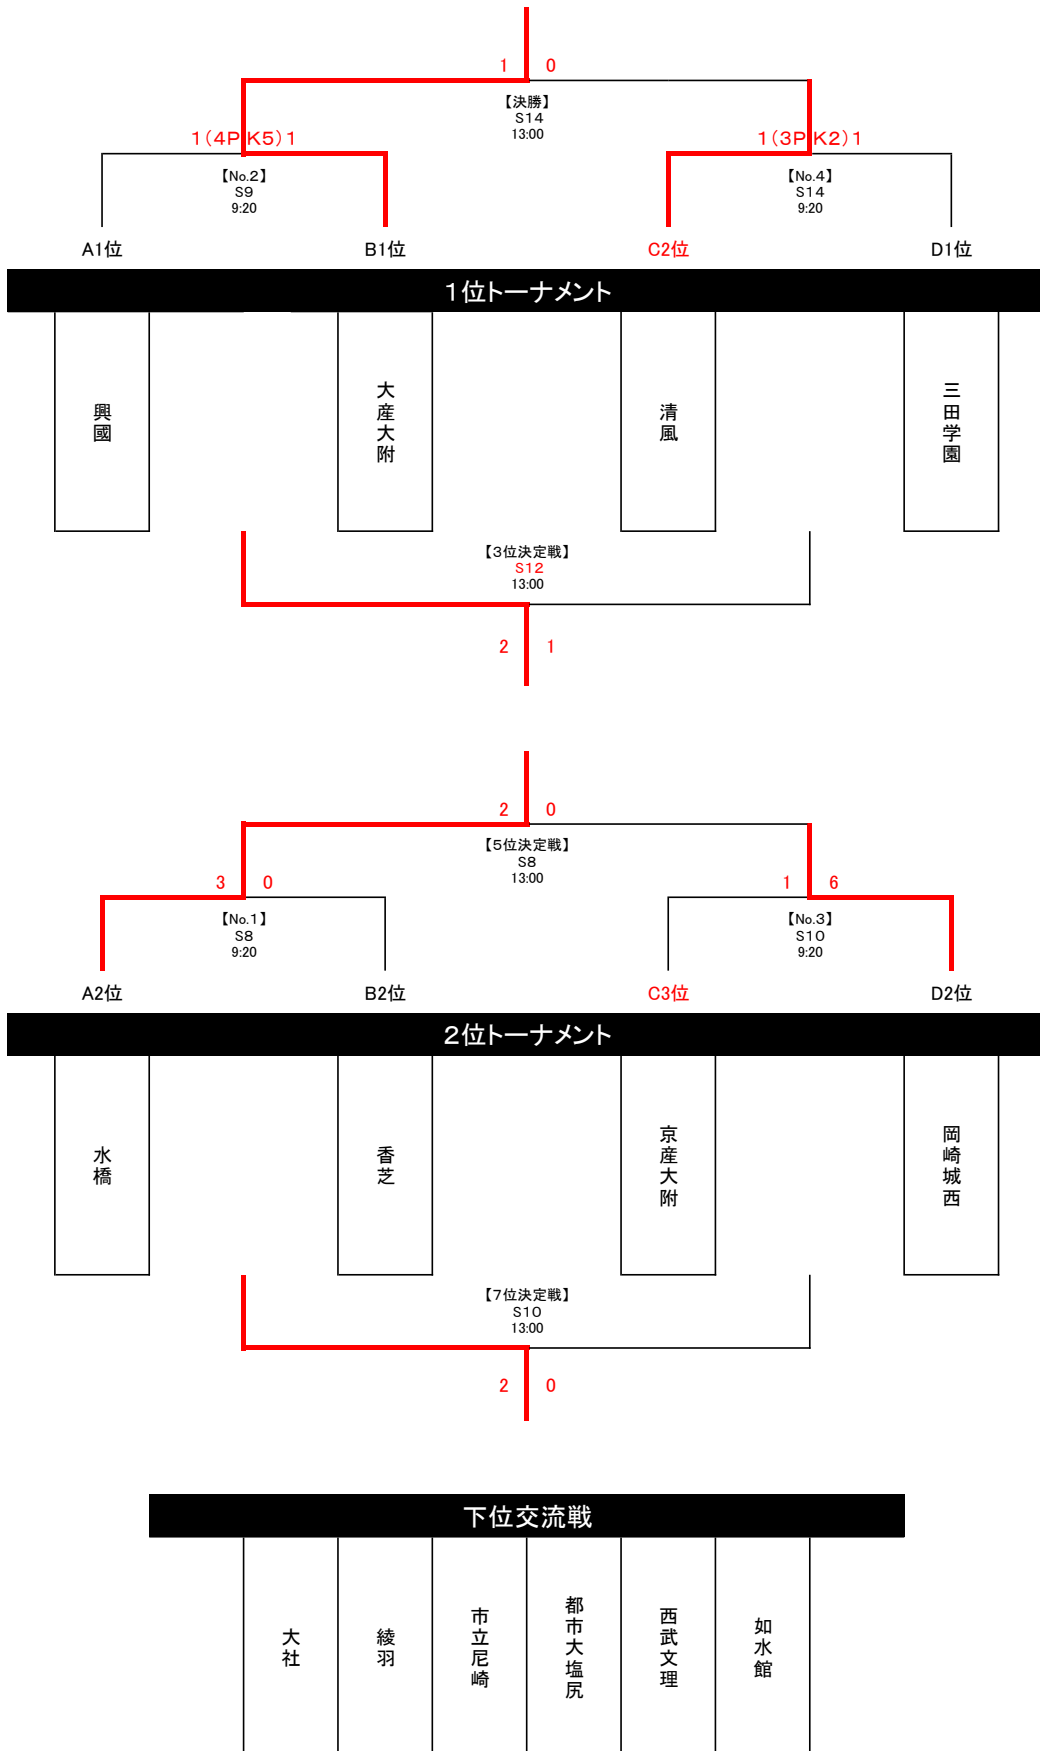 1 0
【決勝】
S14
13:00
1(4PK5)1 1(3PK2)1
【No.2】 【No.4】
S9 S14
9:20 9:20
A1位 B1位 C2位 D1位
1位トーナメント
興國 大産大附 清風 三田学園
【3位決定戦】
S12
13:00
2 1
2 0
【5位決定戦】
S8
13:00
3 0 1 6
【No.1】 【No.3】
S8 S10
9:20 9:20
A2位 B2位 C3位 D2位
2位トーナメント
水橋 香芝 京産大附 岡崎城西
【7位決定戦】
S10
13:00
2 0
下位交流戦
大社 綾羽 市立尼崎 都市大塩尻 西武文理 如水館